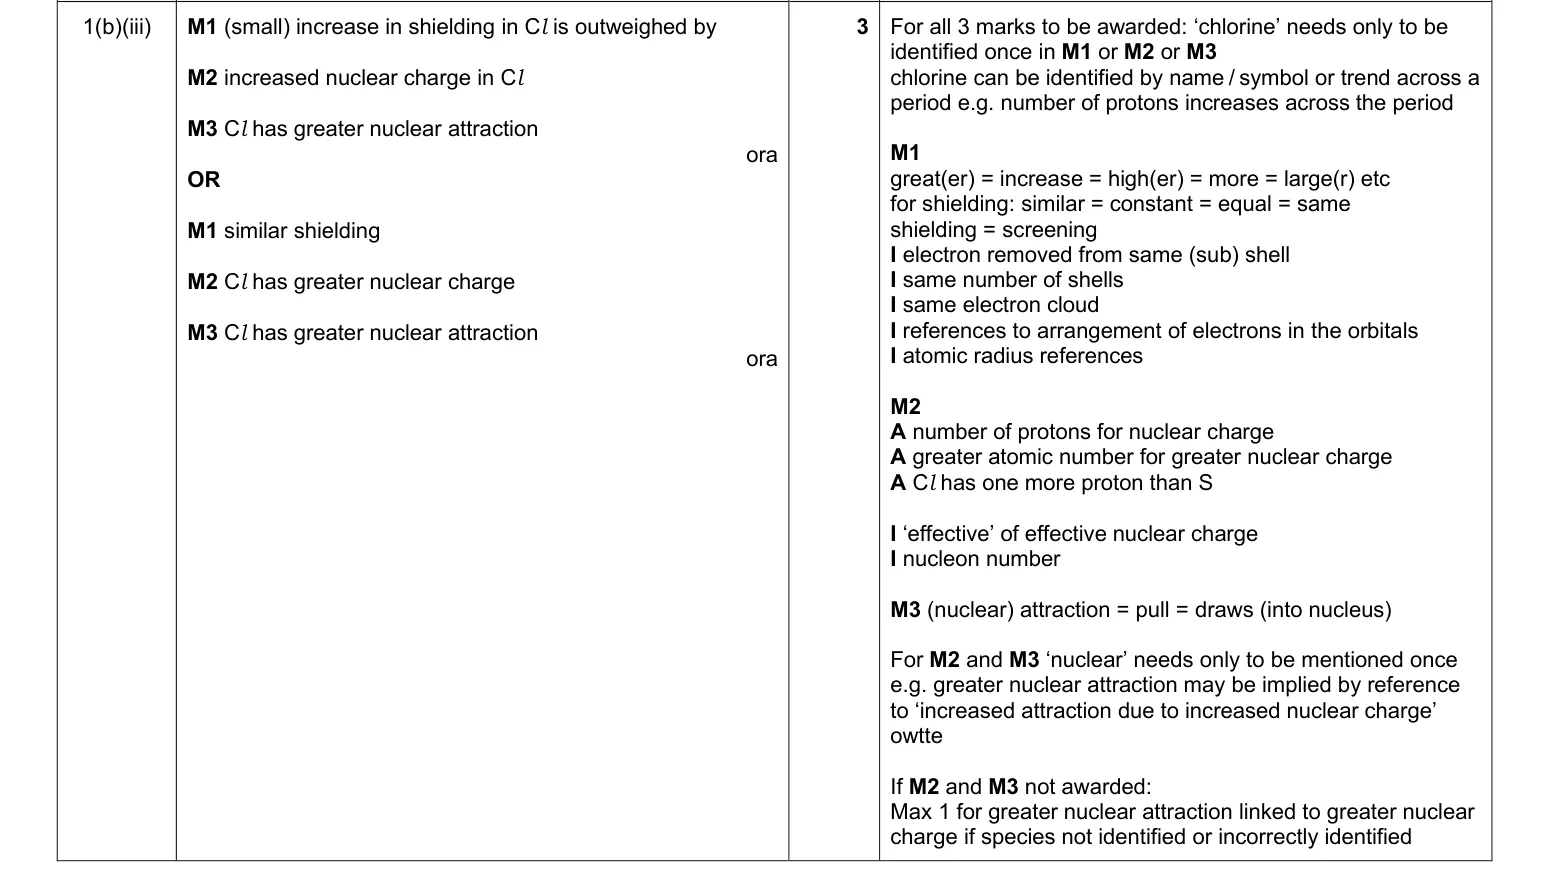 1(b)(iii)
M1 (small) increase in shielding in Cl is outweighed by
M2 increased nuclear charge in Cl
M3 Cl has greater nuclear attraction
ora
OR
M1 similar shielding
M2 Cl has greater nuclear charge
M3 Cl has greater nuclear attraction
ora
3
For all 3 marks to be awarded: ‘chlorine’ needs only to be
identified once in M1 or M2 or M3
chlorine can be identified by name / symbol or trend across a
period e.g. number of protons increases across the period
M1
great(er) = increase = high(er) = more = large(r) etc
for shielding: similar = constant = equal = same
shielding = screening
I electron removed from same (sub) shell
I same number of shells
I same electron cloud
I references to arrangement of electrons in the orbitals
I atomic radius references
M2
A number of protons for nuclear charge
A greater atomic number for greater nuclear charge
A Cl has one more proton than S
I ‘effective’ of effective nuclear charge
I nucleon number
M3 (nuclear) attraction = pull = draws (into nucleus)
For M2 and M3 ‘nuclear’ needs only to be mentioned once
e.g. greater nuclear attraction may be implied by reference
to ‘increased attraction due to increased nuclear charge’
owtte
If M2 and M3 not awarded:
Max 1 for greater nuclear attraction linked to greater nuclear
charge if species not identified or incorrectly identified